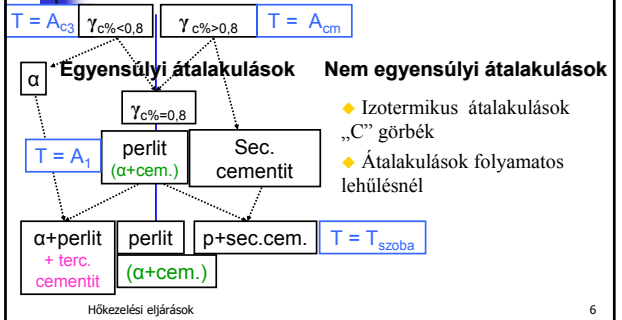 T = Ac3
γc%<0,8
γc%>0,8
T = Acm
α
Egyensúlyi átalakulások
Nem egyensúlyi átalakulások
γc%=0,8
◆ Izotermikus átalakulások
„C” görbék
◆ Átalakulások folyamatos
lehűlésnél
T = A1
perlit
(α+cem.)
Sec.
cementit
α+perlit
+ terc.
cementit
perlit
(α+cem.)
p+sec.cem.
T = Tszoba
Hőkezelési eljárások
6